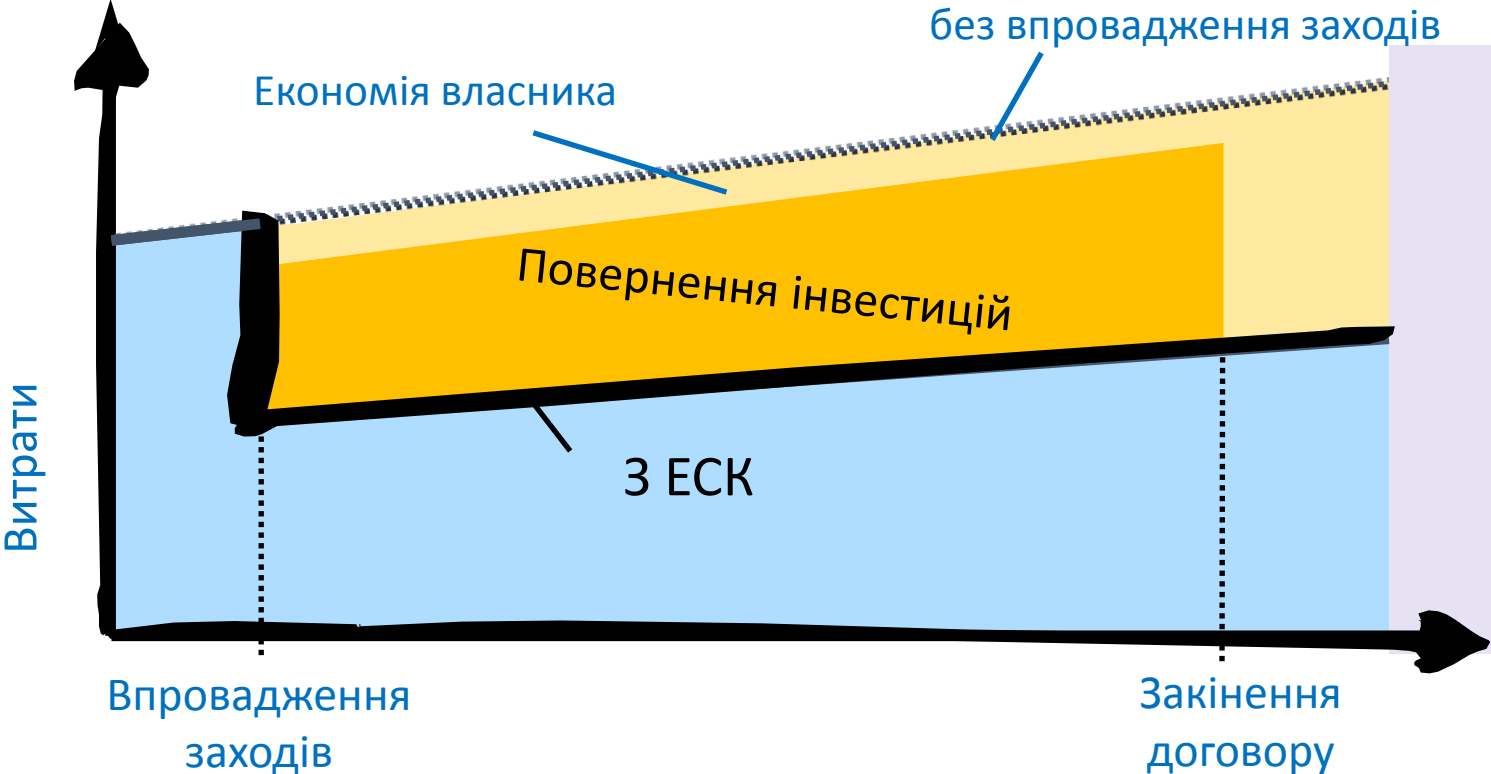 без впровадження заходів
Економія власника
Повернення інвестицій
З ЕСК
Витрати
Впровадження
заходів
Закінення
договору